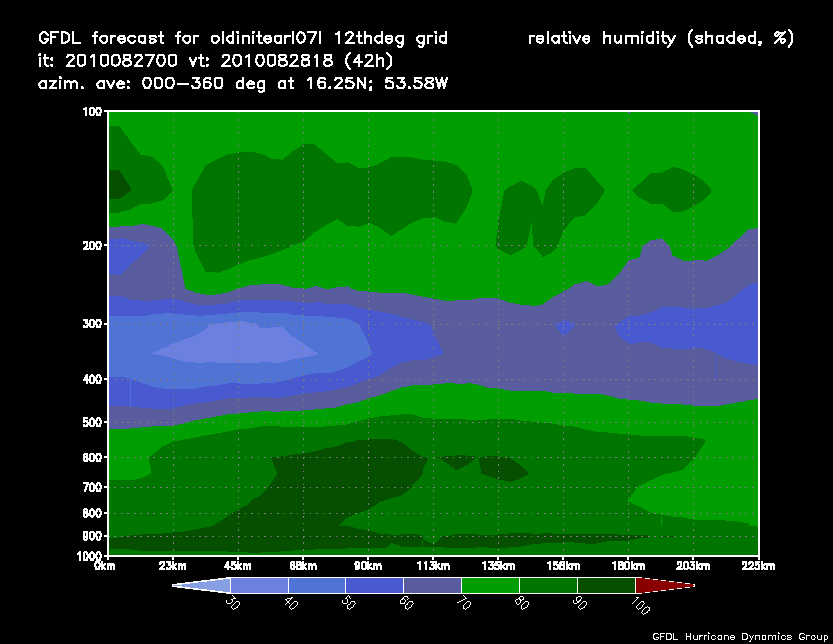 GFDL forecast for oldinitearl07l 12thdeg grid relative humidity (shaded, %)
it: 2010082700 vt: 2010082818 (42h)
azim. ave: 000-360 deg at 16.25N; 53.58W
100
200
300
400
500
600
700
800
900
1000
0km 23km 45km 68km 90km 113km 135km 158km 180km 203km 225km
30 40 50 60 70 80 90 100
GFDL Hurricane Dynamics Group